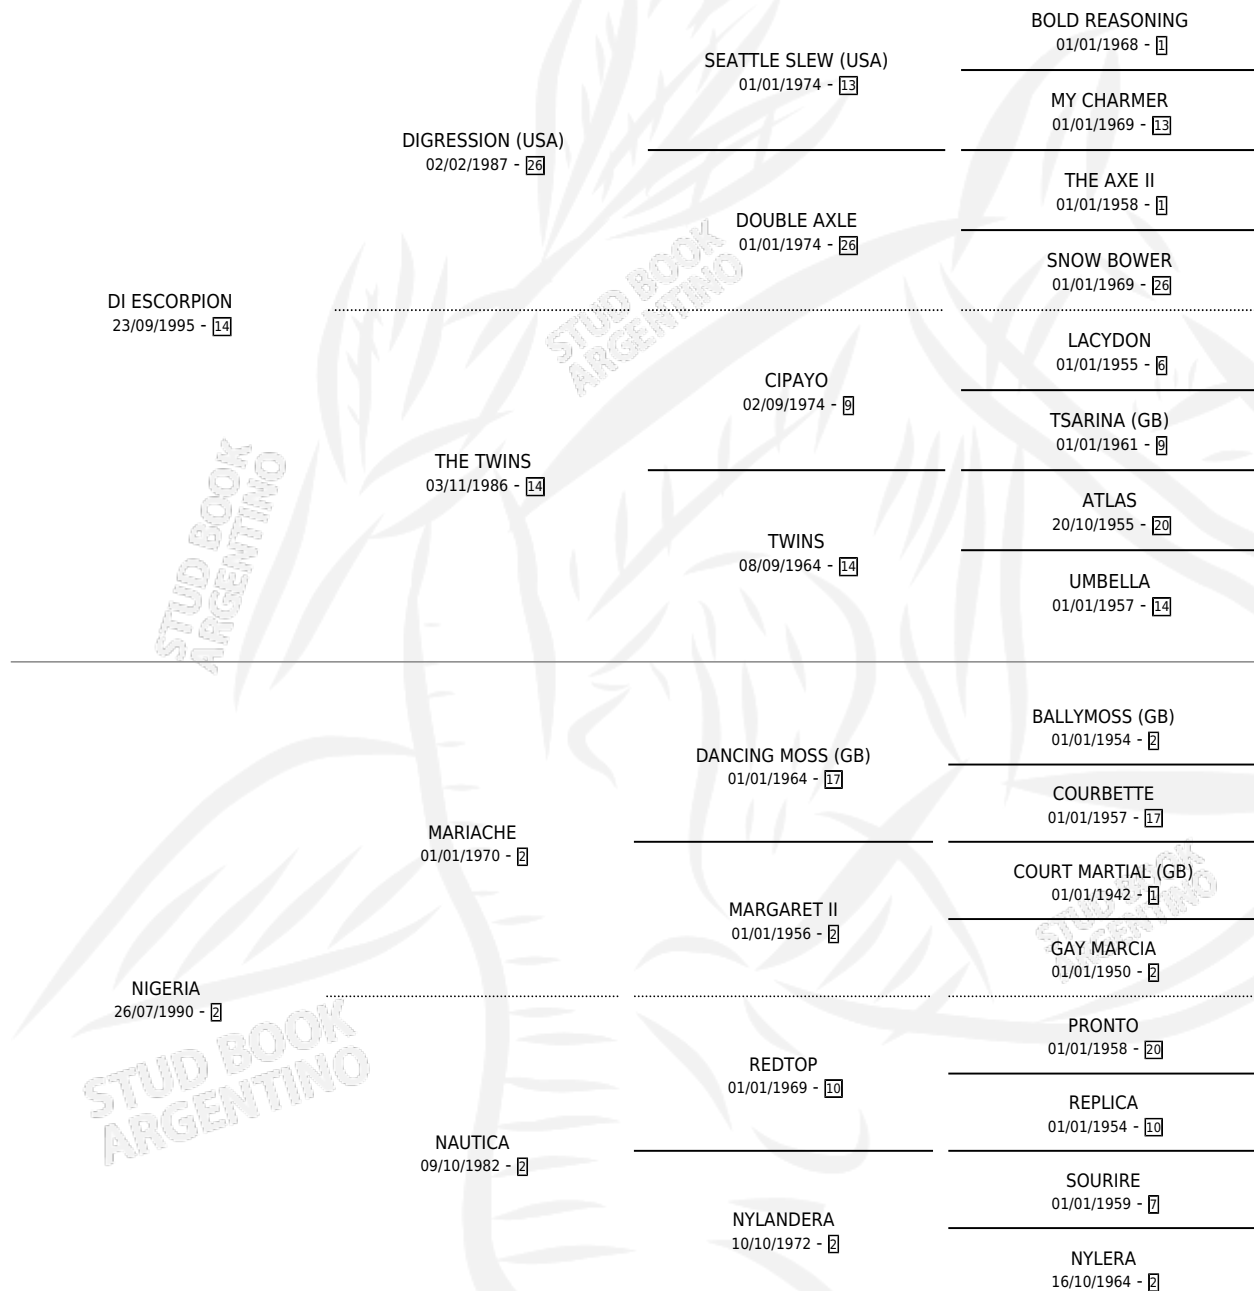 BOLD REASONING
01/01/1968 - 1
SEATTLE SLEW (USA)
01/01/1974 - 13
MY CHARMER
01/01/1969 - 13
DIGRESSION (USA)
02/02/1987 - 26
THE AXE II
01/01/1958 - 1
DOUBLE AXLE
01/01/1974 - 26
SNOW BOWER
01/01/1969 - 26
DI ESCORPION
23/09/1995 - 14
LACYDON
01/01/1955 - 6
CIPAYO
02/09/1974 - 9
TSARINA (GB)
01/01/1961 - 9
THE TWINS
03/11/1986 - 14
ATLAS
20/10/1955 - 20
TWINS
08/09/1964 - 14
UMBELLA
01/01/1957 - 14
BALLYMOSS (GB)
01/01/1954 - 2
DANCING MOSS (GB)
01/01/1964 - 17
COURBETTE
01/01/1957 - 17
MARIACHE
01/01/1970 - 2
COURT MARTIAL (GB)
01/01/1942 - 1
MARGARET II
01/01/1956 - 2
GAY MARCIA
01/01/1950 - 2
NIGERIA
26/07/1990 - 2
PRONTO
01/01/1958 - 20
REDTOP
01/01/1969 - 10
REPLICA
01/01/1954 - 10
NAUTICA
09/10/1982 - 2
SOURIRE
01/01/1959 - 7
NYLANDERA
10/10/1972 - 2
NYLERA
16/10/1964 - 2
STUD BOOK
ARGENTINO
STUD BOOK
ARGENTINO
STUD BOOK
ARGENTINO
STUD BOOK
ARGENTINO